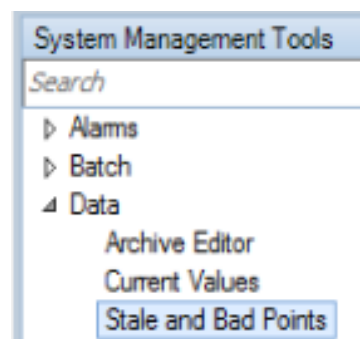 System Management Tools
Search
Alarms
Batch
Data
Archive Editor
Current Values
Stale and Bad Points